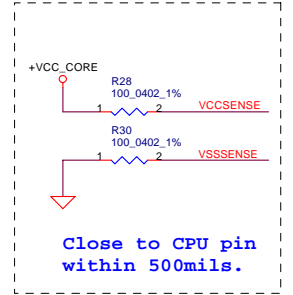 +VCC_CORE
R28
100_0402_1%
1 2 VCCSENSE
R30
100_0402_1%
1 2 VSSSENSE
Close to CPU pin
within 500mils.